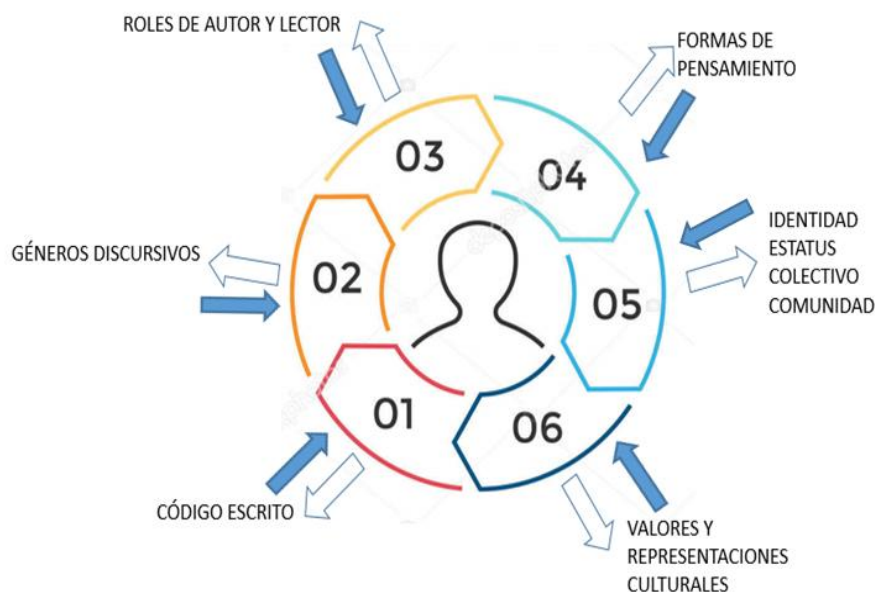 ROLES DE AUTOR Y LECTOR
FORMAS DE
PENSAMIENTO
03
04
GÉNEROS DISCURSIVOS
02
05
IDENTIDAD
ESTATUS
COLECTIVO
COMUNIDAD
01
06
CÓDIGO ESCRITO
VALORES Y
REPRESENTACIONES
CULTURALES